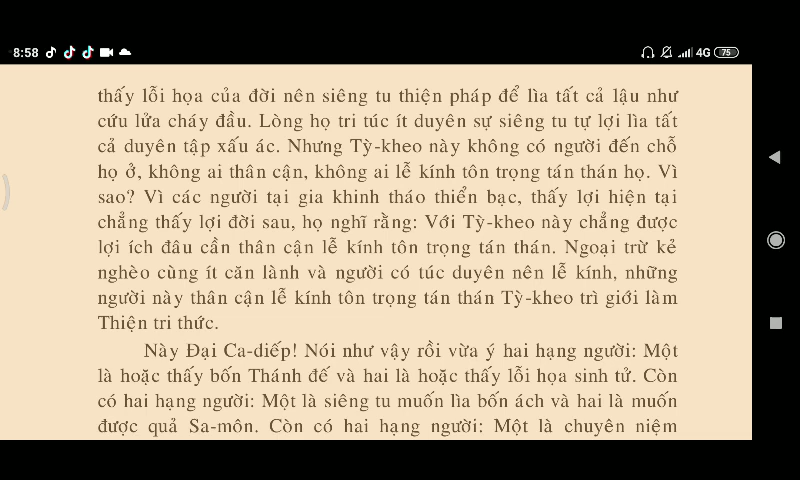 8:58
4G 75
thấy lỗi họa của đời nên siêng tu thiện pháp để lìa tất cả lậu như
cứu lửa cháy đầu. Lòng họ tri túc ít duyên sự siêng tu tự lợi lìa tất
cả duyên tập xấu ác. Nhưng Tỳ-kheo này không có người đến chỗ
họ ở, không ai thân cận, không ai lễ kính tôn trọng tán thán họ. Vì
sao? Vì các người tại gia khinh tháo thiển bạc, thấy lợi hiện tại
chẳng thấy lợi đời sau, họ nghĩ rằng: Với Tỳ-kheo này chẳng được
lợi ích đâu cần thân cận lễ kính tôn trọng tán thán. Ngoại trừ kẻ
nghèo cùng ít căn lành và người có túc duyên nên lễ kính, những
người này thân cận lễ kính tôn trọng tán thán Tỳ-kheo trì giới làm
Thiện tri thức.
Này Đại Ca-diếp! Nói như vậy rồi vừa ý hai hạng người: Một
là hoặc thấy bốn Thánh đế và hai là hoặc thấy lỗi họa sinh tử. Còn
có hai hạng người: Một là siêng tu muốn lìa bốn ách và hai là muốn
được quả Sa-môn. Còn có hai hạng người: Một là chuyên niệm